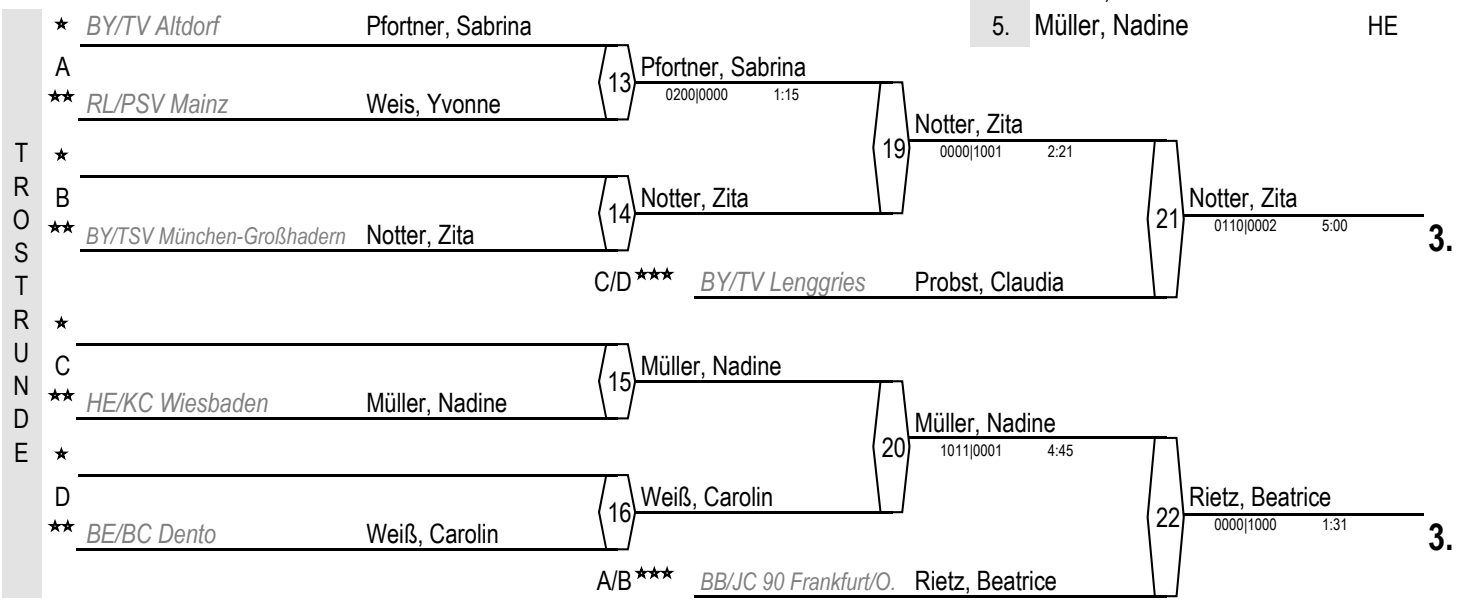 5. Müller, Nadine HE
TROSTRUNDE
★ BY/TV Altdorf Pfortner, Sabrina
A
★★ RL/PSV Mainz Weis, Yvonne
13 Pfortner, Sabrina
0200|0000 1:15
★
B
★★ BY/TSV München-Großhadern Notter, Zita
14 Notter, Zita
19 Notter, Zita
0000|1001 2:21
C/D ★★★ BY/TV Lenggries Probst, Claudia
21 Notter, Zita
0110|0002 5:00
3.
★
C
★★ HE/KC Wiesbaden Müller, Nadine
15 Müller, Nadine
★
D
★★ BE/BC Dento Weiß, Carolin
16 Weiß, Carolin
20 Müller, Nadine
1011|0001 4:45
A/B ★★★ BB/JC 90 Frankfurt/O. Rietz, Beatrice
22 Rietz, Beatrice
0000|1000 1:31
3.